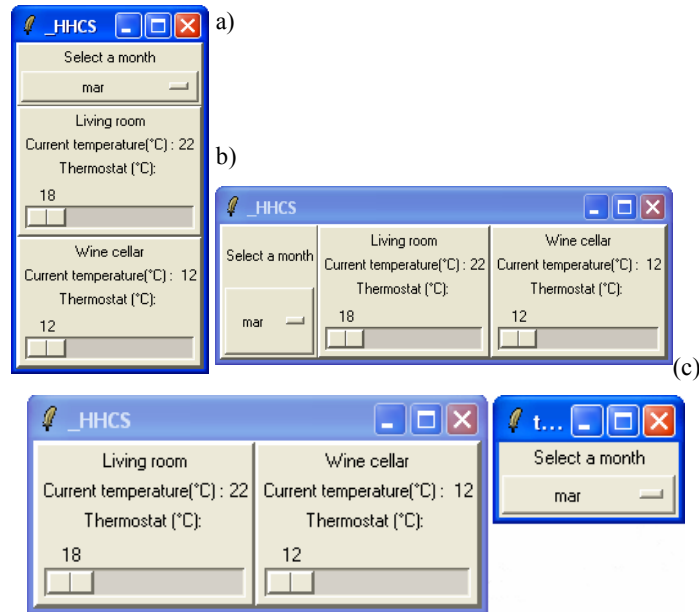 _HHCS
a)
Select a month
mar
Living room
Current temperature(°C) : 22
Thermostat (°C):
18
Wine cellar
Current temperature(°C) : 12
Thermostat (°C):
12
b)
_HHCS
Select a month
mar
Living room
Current temperature(°C) : 22
Thermostat (°C):
18
Wine cellar
Current temperature(°C) : 12
Thermostat (°C):
12
(c)
_HHCS
Living room
Current temperature(°C) : 22
Thermostat (°C):
18
Wine cellar
Current temperature(°C) : 12
Thermostat (°C):
12
t...
Select a month
mar